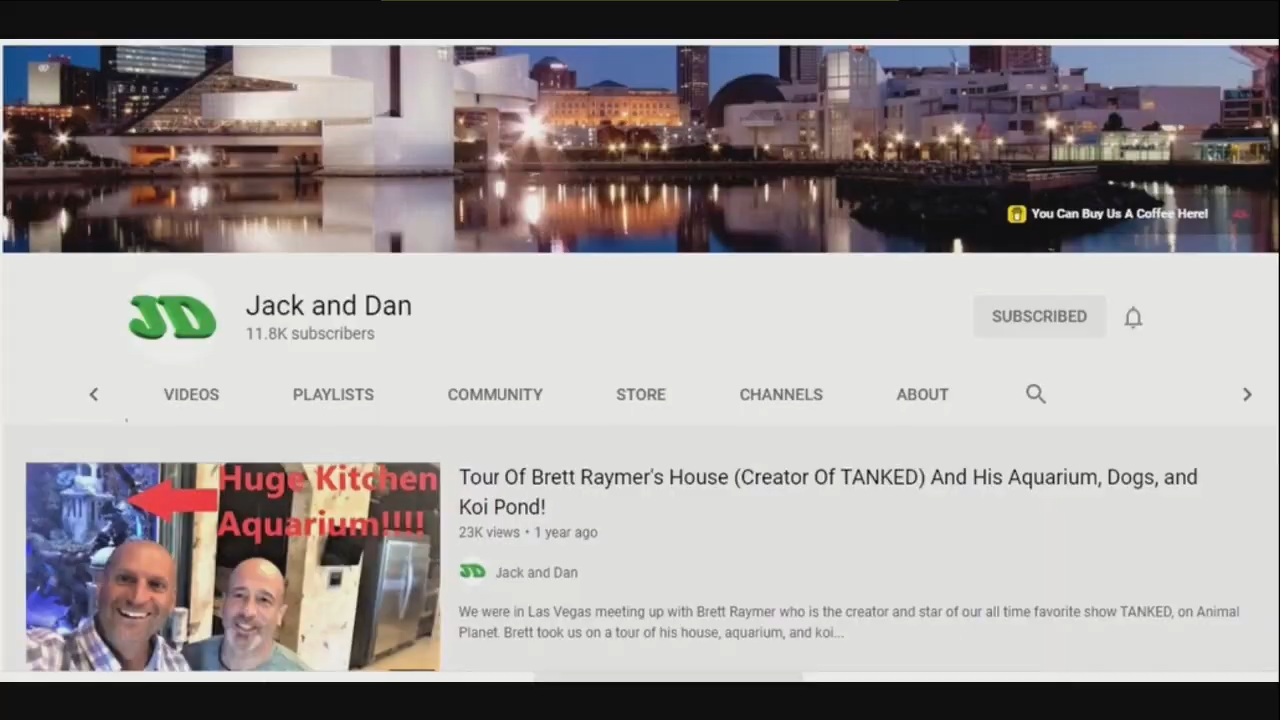 You Can Buy Us A Coffee Here!
JD
Jack and Dan
11.8K subscribers
SUBSCRIBED
VIDEOS PLAYLISTS COMMUNITY STORE CHANNELS ABOUT
Huge Kitchen
Aquarium!!!!
Tour Of Brett Raymer's House (Creator Of TANKED) And His Aquarium, Dogs, and
Koi Pond!
23K views • 1 year ago
JD Jack and Dan
We were in Las Vegas meeting up with Brett Raymer who is the creator and star of our all time favorite show TANKED, on Animal
Planet. Brett took us on a tour of his house, aquarium, and koi...